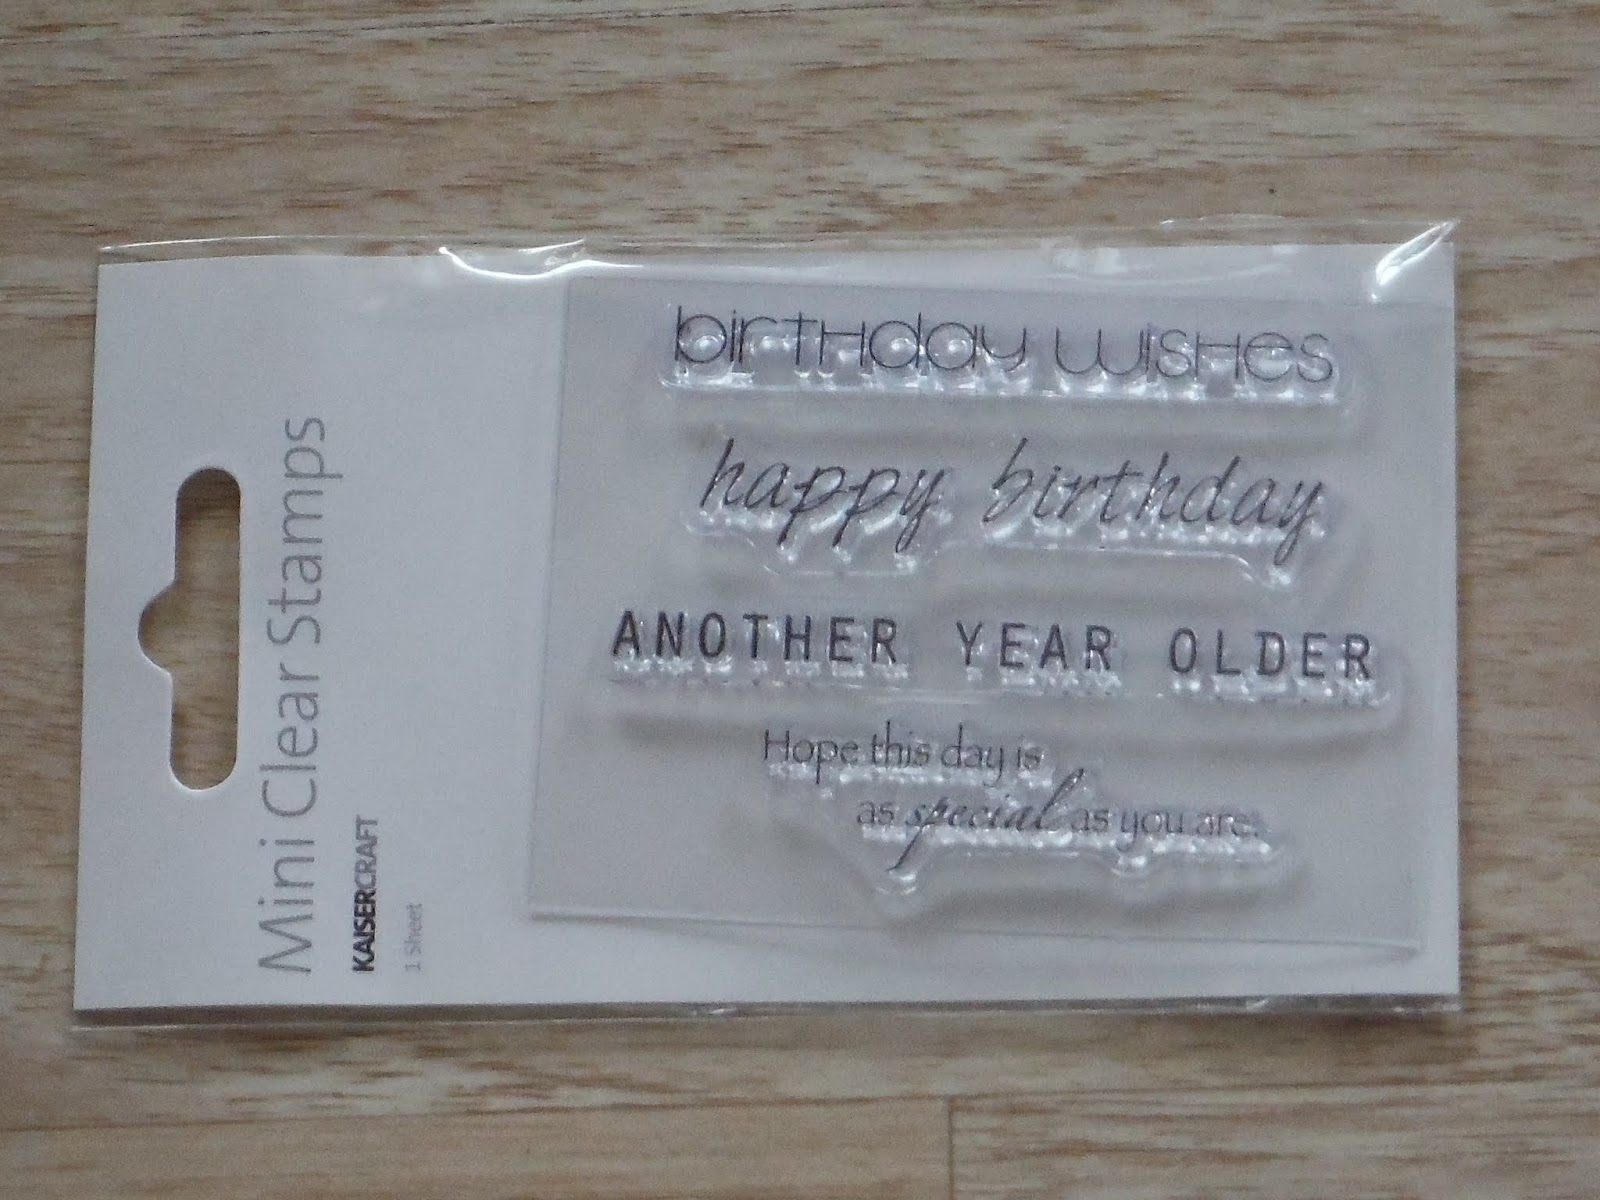 Mini Clear Stamps
KAISERCRAFT
1 Sheet
birthday wishes
happy birthday
ANOTHER YEAR OLDER
Hope this day is
as special as you are.